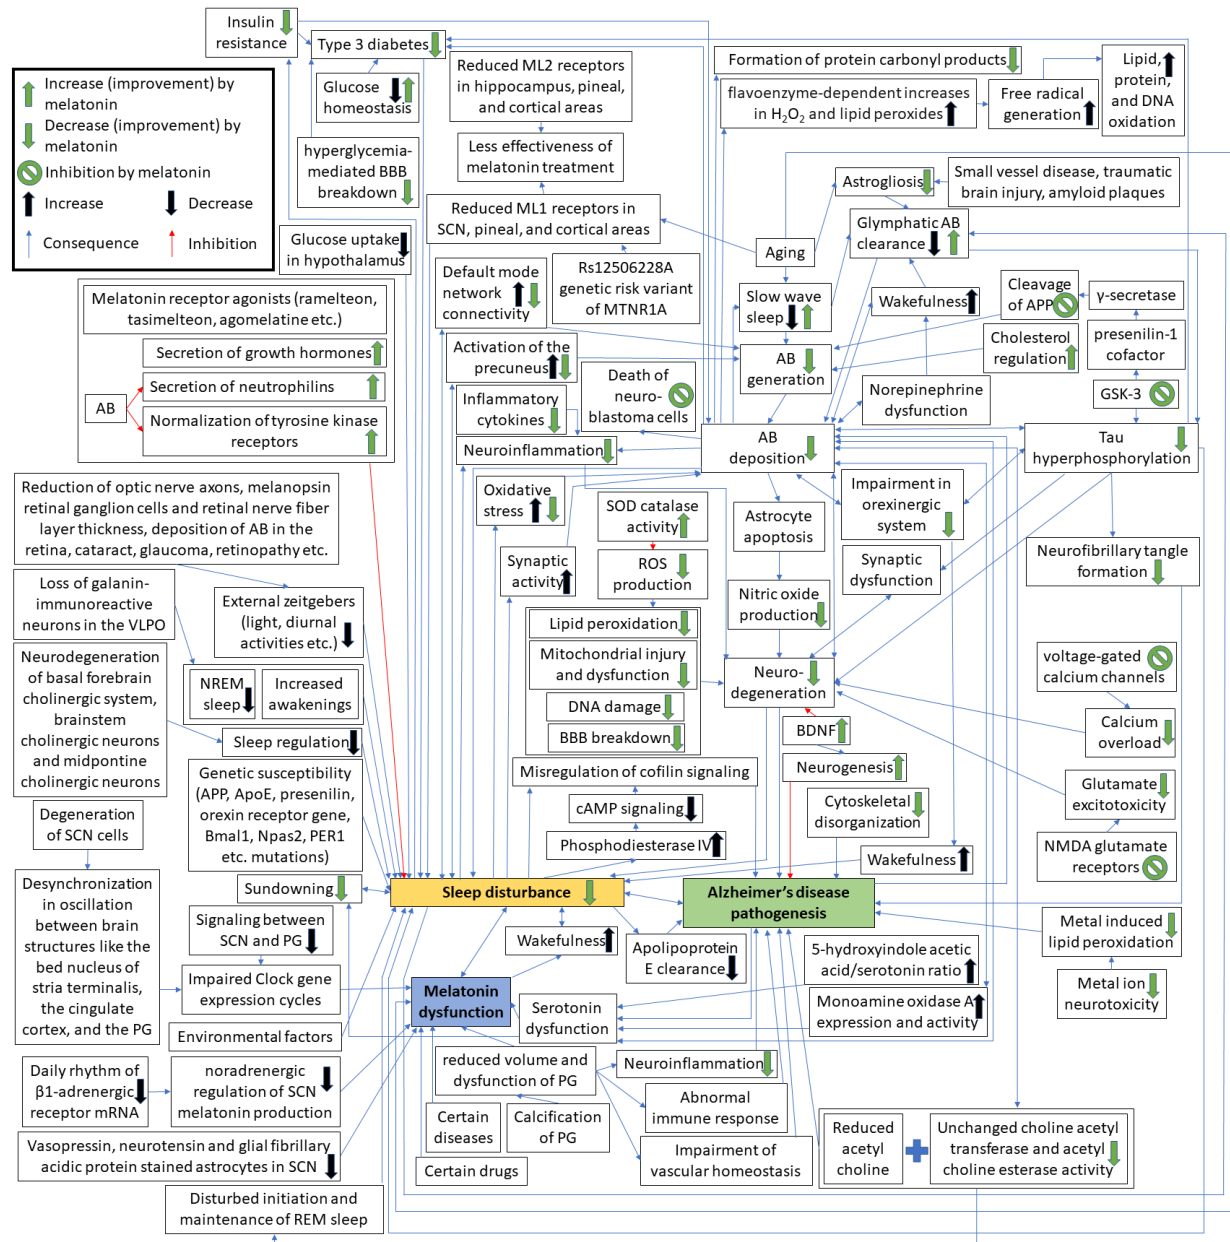 Insulin
resistance
Type 3 diabetes
Glucose
homeostasis
hyperglycemia-
mediated BBB
breakdown
Glucose uptake
in hypothalamus
Increase (improvement) by
melatonin
Decrease (improvement) by
melatonin
Inhibition by melatonin
Increase
Decrease
Consequence
Inhibition
Reduced ML2 receptors
in hippocampus, pineal,
and cortical areas
Less effectiveness of
melatonin treatment
Reduced ML1 receptors in
SCN, pineal, and cortical areas
Rs12506228A
genetic risk variant
of MTNR1A
Formation of protein carbonyl products
flavoenzyme-dependent increases
in H₂O₂ and lipid peroxides
Free radical
generation
Lipid,
protein,
and DNA
oxidation
Astrogliosis
Small vessel disease, traumatic
brain injury, amyloid plaques
Glymphatic AB
clearance
Aging
Slow wave
sleep
Wakefulness
Cleavage
of APP
γ-secretase
Cholesterol
regulation
presenilin-1
cofactor
GSK-3
AB
generation
Norepinephrine
dysfunction
Default mode
network
connectivity
Activation of the
precuneus
Inflammatory
cytokines
Death of
neuro-
blastoma cells
Neuroinflammation
AB
deposition
Tau
hyperphosphorylation
Melatonin receptor agonists (ramelteon,
tasimelteon, agomelatine etc.)
Secretion of growth hormones
AB
Secretion of neutrophilins
Normalization of tyrosine kinase
receptors
Reduction of optic nerve axons, melanopsin
retinal ganglion cells and retinal nerve fiber
layer thickness, deposition of AB in the
retina, cataract, glaucoma, retinopathy etc.
Oxidative
stress
SOD catalase
activity
Synaptic
activity
ROS
production
Astrocyte
apoptosis
Impairment in
orexinergic
system
Synaptic
dysfunction
Neurofibrillary tangle
formation
Nitric oxide
production
Loss of galanin-
immunoreactive
neurons in the VLPO
External zeitgebers
(light, diurnal
activities etc.)
Lipid peroxidation
Mitochondrial injury
and dysfunction
DNA damage
BBB breakdown
Neuro-
degeneration
voltage-gated
calcium channels
Calcium
overload
Neurodegeneration
of basal forebrain
cholinergic system,
brainstem
cholinergic neurons
and midpontine
cholinergic neurons
NREM
sleep
Increased
awakenings
Sleep regulation
BDNF
Neurogenesis
Genetic susceptibility
(APP, ApoE, presenilin,
orexin receptor gene,
Bmal1, Npas2, PER1
etc. mutations)
Misregulation of cofilin signaling
cAMP signaling
Phosphodiesterase IV
Cytoskeletal
disorganization
Glutamate
excitotoxicity
NMDA glutamate
receptors
Wakefulness
Degeneration
of SCN cells
Sundowning
Sleep disturbance
Alzheimer's disease
pathogenesis
Desynchronization
in oscillation
between brain
structures like the
bed nucleus of
stria terminalis,
the cingulate
cortex, and the PG
Signaling between
SCN and PG
Impaired Clock gene
expression cycles
Wakefulness
Apolipoprotein
E clearance
5-hydroxyindole acetic
acid/serotonin ratio
Metal induced
lipid peroxidation
Metal ion
neurotoxicity
Melatonin
dysfunction
Serotonin
dysfunction
Monoamine oxidase A
expression and activity
Environmental factors
Daily rhythm of
β1-adrenergic
receptor mRNA
noradrenergic
regulation of SCN
melatonin production
reduced volume and
dysfunction of PG
Neuroinflammation
Abnormal
immune response
Certain
diseases
Calcification
of PG
Impairment of
vascular homeostasis
Certain drugs
Vasopressin, neurotensin and glial fibrillary
acidic protein stained astrocytes in SCN
Disturbed initiation and
maintenance of REM sleep
Reduced
acetyl
choline
Unchanged choline acetyl
transferase and acetyl
choline esterase activity